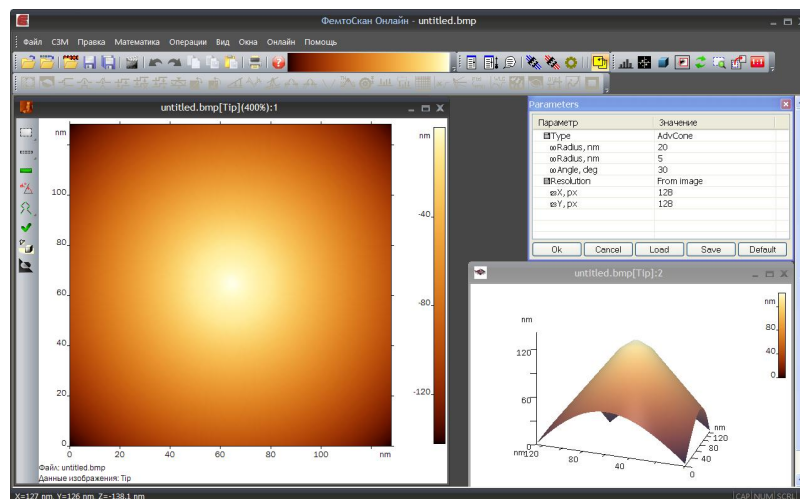 ФемтоСкан Онлайн - untitled.bmp
Файл СЗМ Правка Математика Операции Вид Окна Онлайн Помощь
untitled.bmp[Tip](400%):1
nm
100
80
60
40
20
0
0 20 40 60 80 100 nm
nm
-40
-80
-120
Файл: untitled.bmp
Данные изображения: Tip
Parameters
Параметр Значение
Type AdvCone
Radius, nm 20
Radius, nm 5
Angle, deg 30
Resolution From image
X, px 128
Y, px 128
Ok Cancel Load Save Default
untitled.bmp[Tip]:2
nm
120
60
0
nm 120 80 40 0
nm
120
80
40
nm
80
40
0
X=127 nm, Y=126 nm, Z=-138.1 nm
CAP NUM SCRL